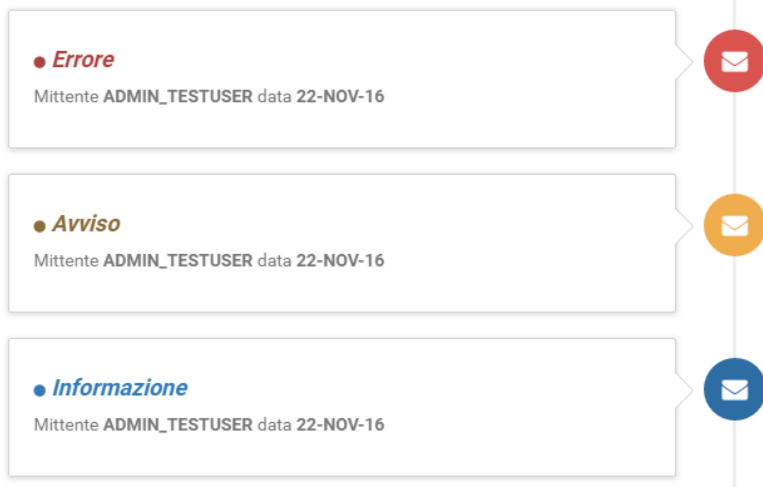 Errore
Mittente ADMIN_TESTUSER data 22-NOV-16
Avviso
Mittente ADMIN_TESTUSER data 22-NOV-16
Informazione
Mittente ADMIN_TESTUSER data 22-NOV-16